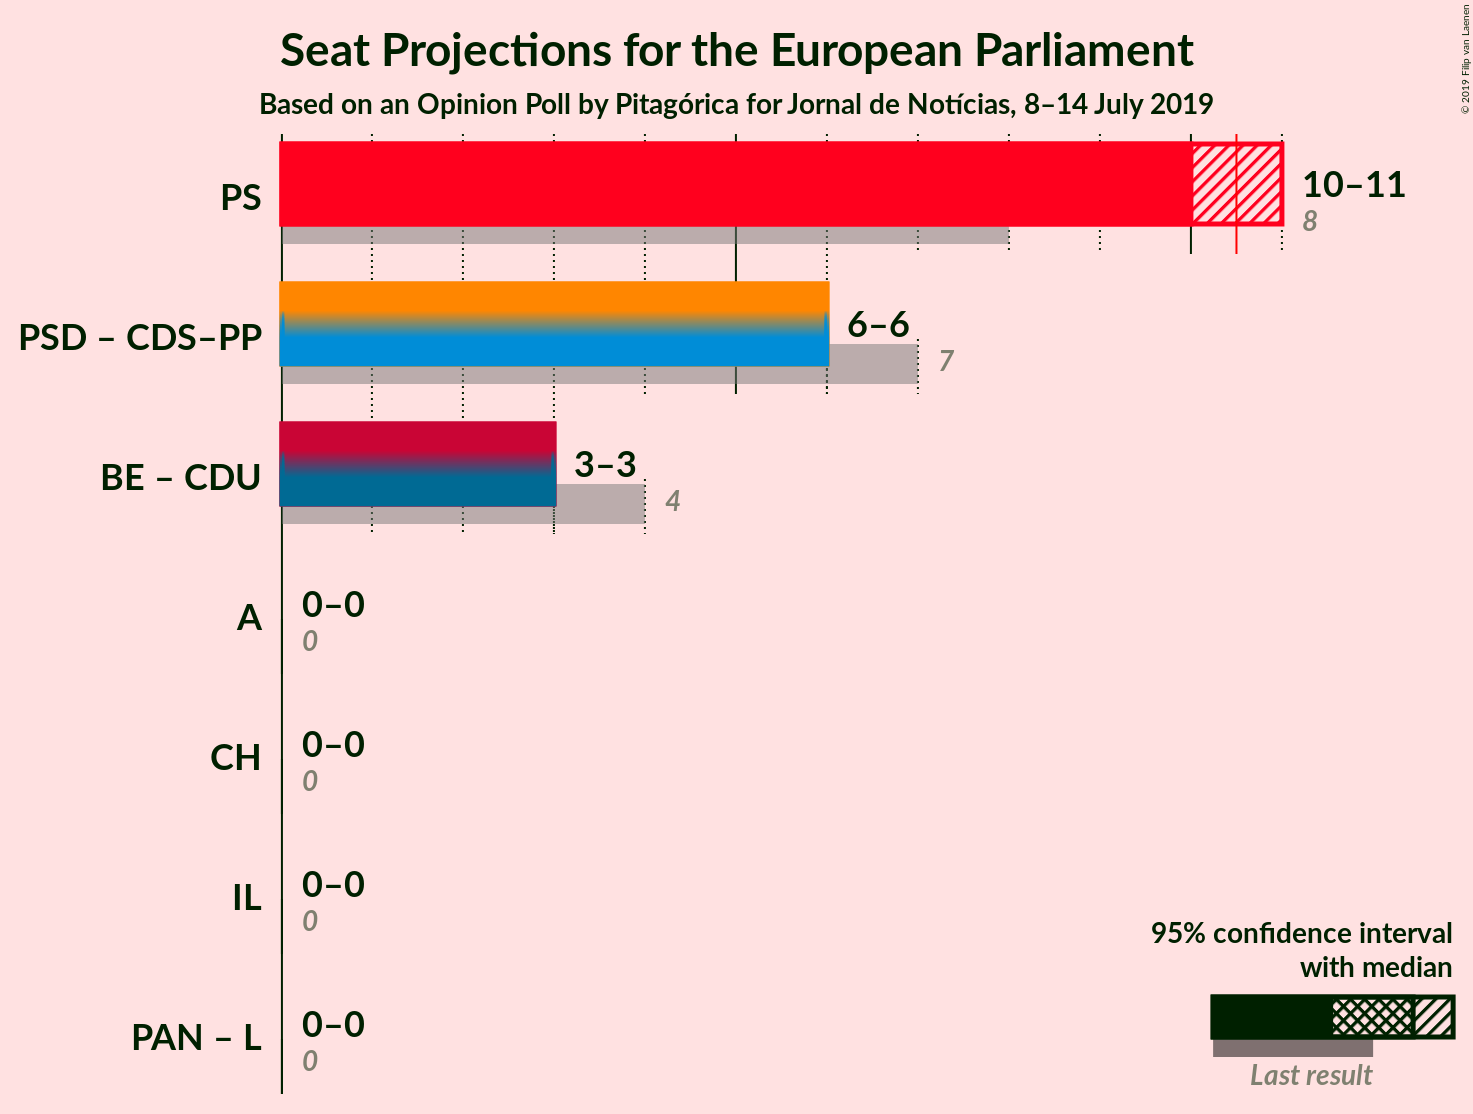 Seat Projections for the European Parliament
Based on an Opinion Poll by Pitagórica for Jornal de Notícias, 8–14 July 2019
© 2019 Filip van Laenen
PS
10–11
8
PSD – CDS–PP
6–6
7
BE – CDU
3–3
4
A
0–0
0
CH
0–0
0
IL
0–0
0
PAN – L
0–0
0
95% confidence interval
with median
Last result